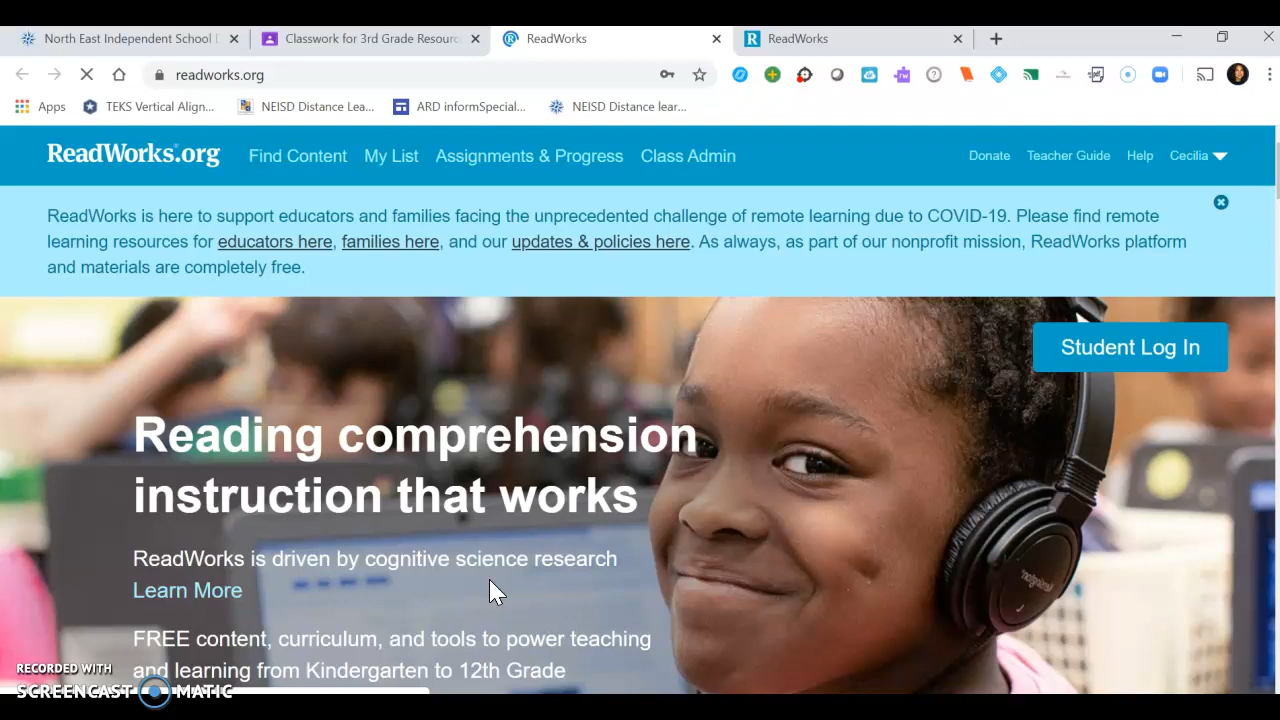 North East Independent School D
Classwork for 3rd Grade Resourc
ReadWorks
R ReadWorks
readworks.org
Apps
TEKS Vertical Align...
NEISD Distance Lea...
ARD informSpecial...
NEISD Distance lear...
ReadWorks.org
Find Content
My List
Assignments & Progress
Class Admin
Donate
Teacher Guide
Help
Cecilia
ReadWorks is here to support educators and families facing the unprecedented challenge of remote learning due to COVID-19. Please find remote
learning resources for educators here, families here, and our updates & policies here. As always, as part of our nonprofit mission, ReadWorks platform
and materials are completely free.
Student Log In
Reading comprehension
instruction that works
ReadWorks is driven by cognitive science research
Learn More
FREE content, curriculum, and tools to power teaching
and learning from Kindergarten to 12th Grade
RECORDED WITH
SCREENCAST MATIC